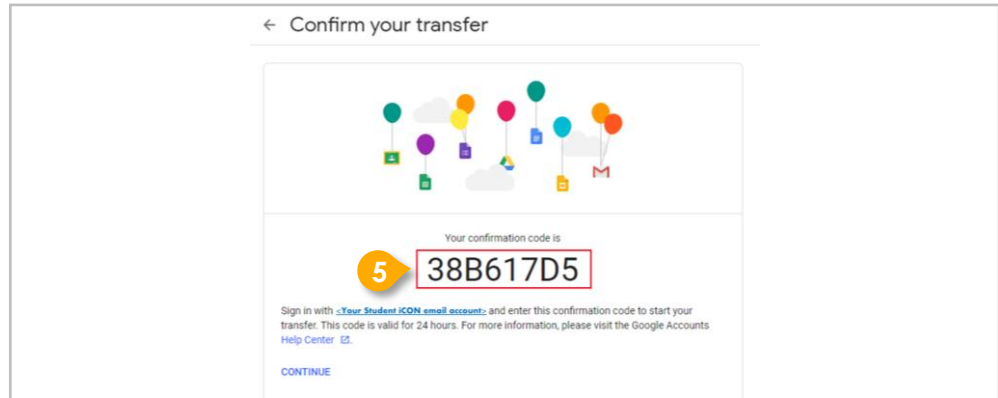 ← Confirm your transfer
Your confirmation code is
5
38B617D5
Sign in with <Your Student iCON email account> and enter this confirmation code to start your
transfer. This code is valid for 24 hours. For more information, please visit the Google Accounts
Help Center .
CONTINUE